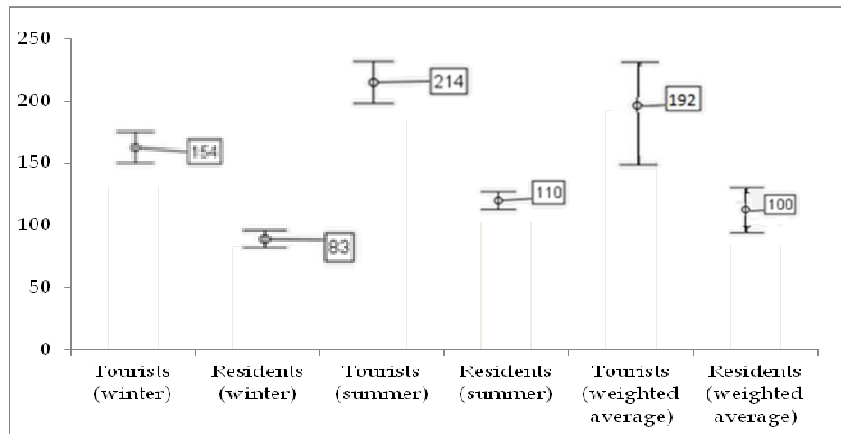 250
200
150
100
50
0
154
83
214
110
192
100
Tourists
(winter)
Residents
(winter)
Tourists
(summer)
Residents
(summer)
Tourists
(weighted
average)
Residents
(weighted
average)